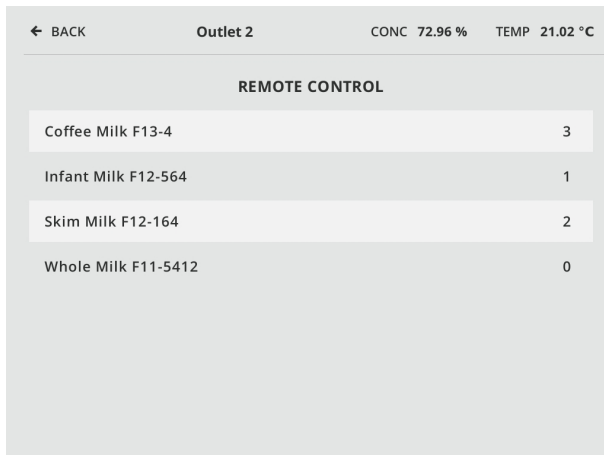 ← BACK Outlet 2 CONC 72.96 % TEMP 21.02 °C
REMOTE CONTROL
Coffee Milk F13-4 3
Infant Milk F12-564 1
Skim Milk F12-164 2
Whole Milk F11-5412 0